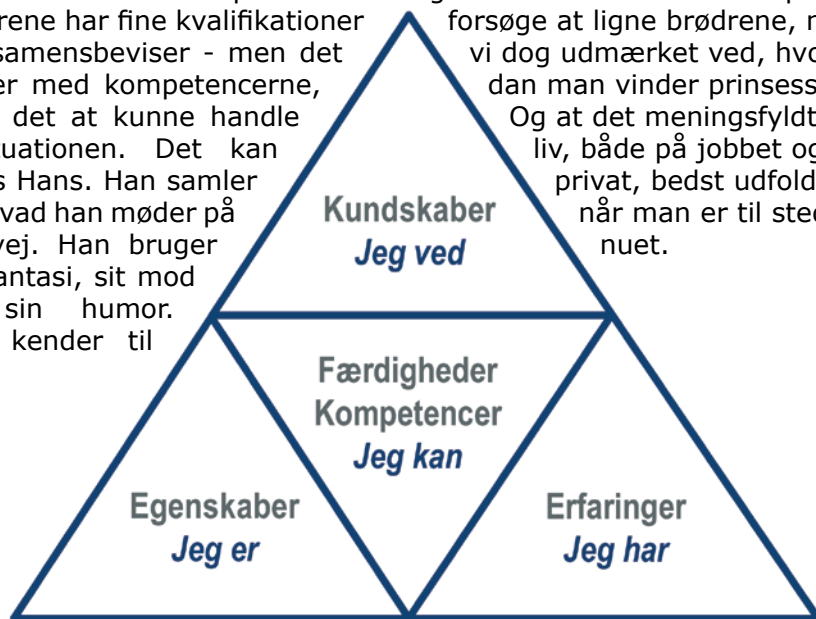 rene har fine kvalifikationer
samensbeviser - men det
er med kompetencerne,
det at kunne handle
tuationen. Det kan
s Hans. Han samler
vad han møder på
vej. Han bruger
antasi, sit mod
sin humor.
kender til
forsøge at ligne brødrene,
vi dog udmærket ved, hvo
dan man vinder prinsess
Og at det meningsfyldt
liv, både på jobbet og
privat, bedst udfold
når man er til sted
nuet.
Kundskaber
Jeg ved
Færdigheder
Kompetencer
Jeg kan
Egenskaber
Jeg er
Erfaringer
Jeg har